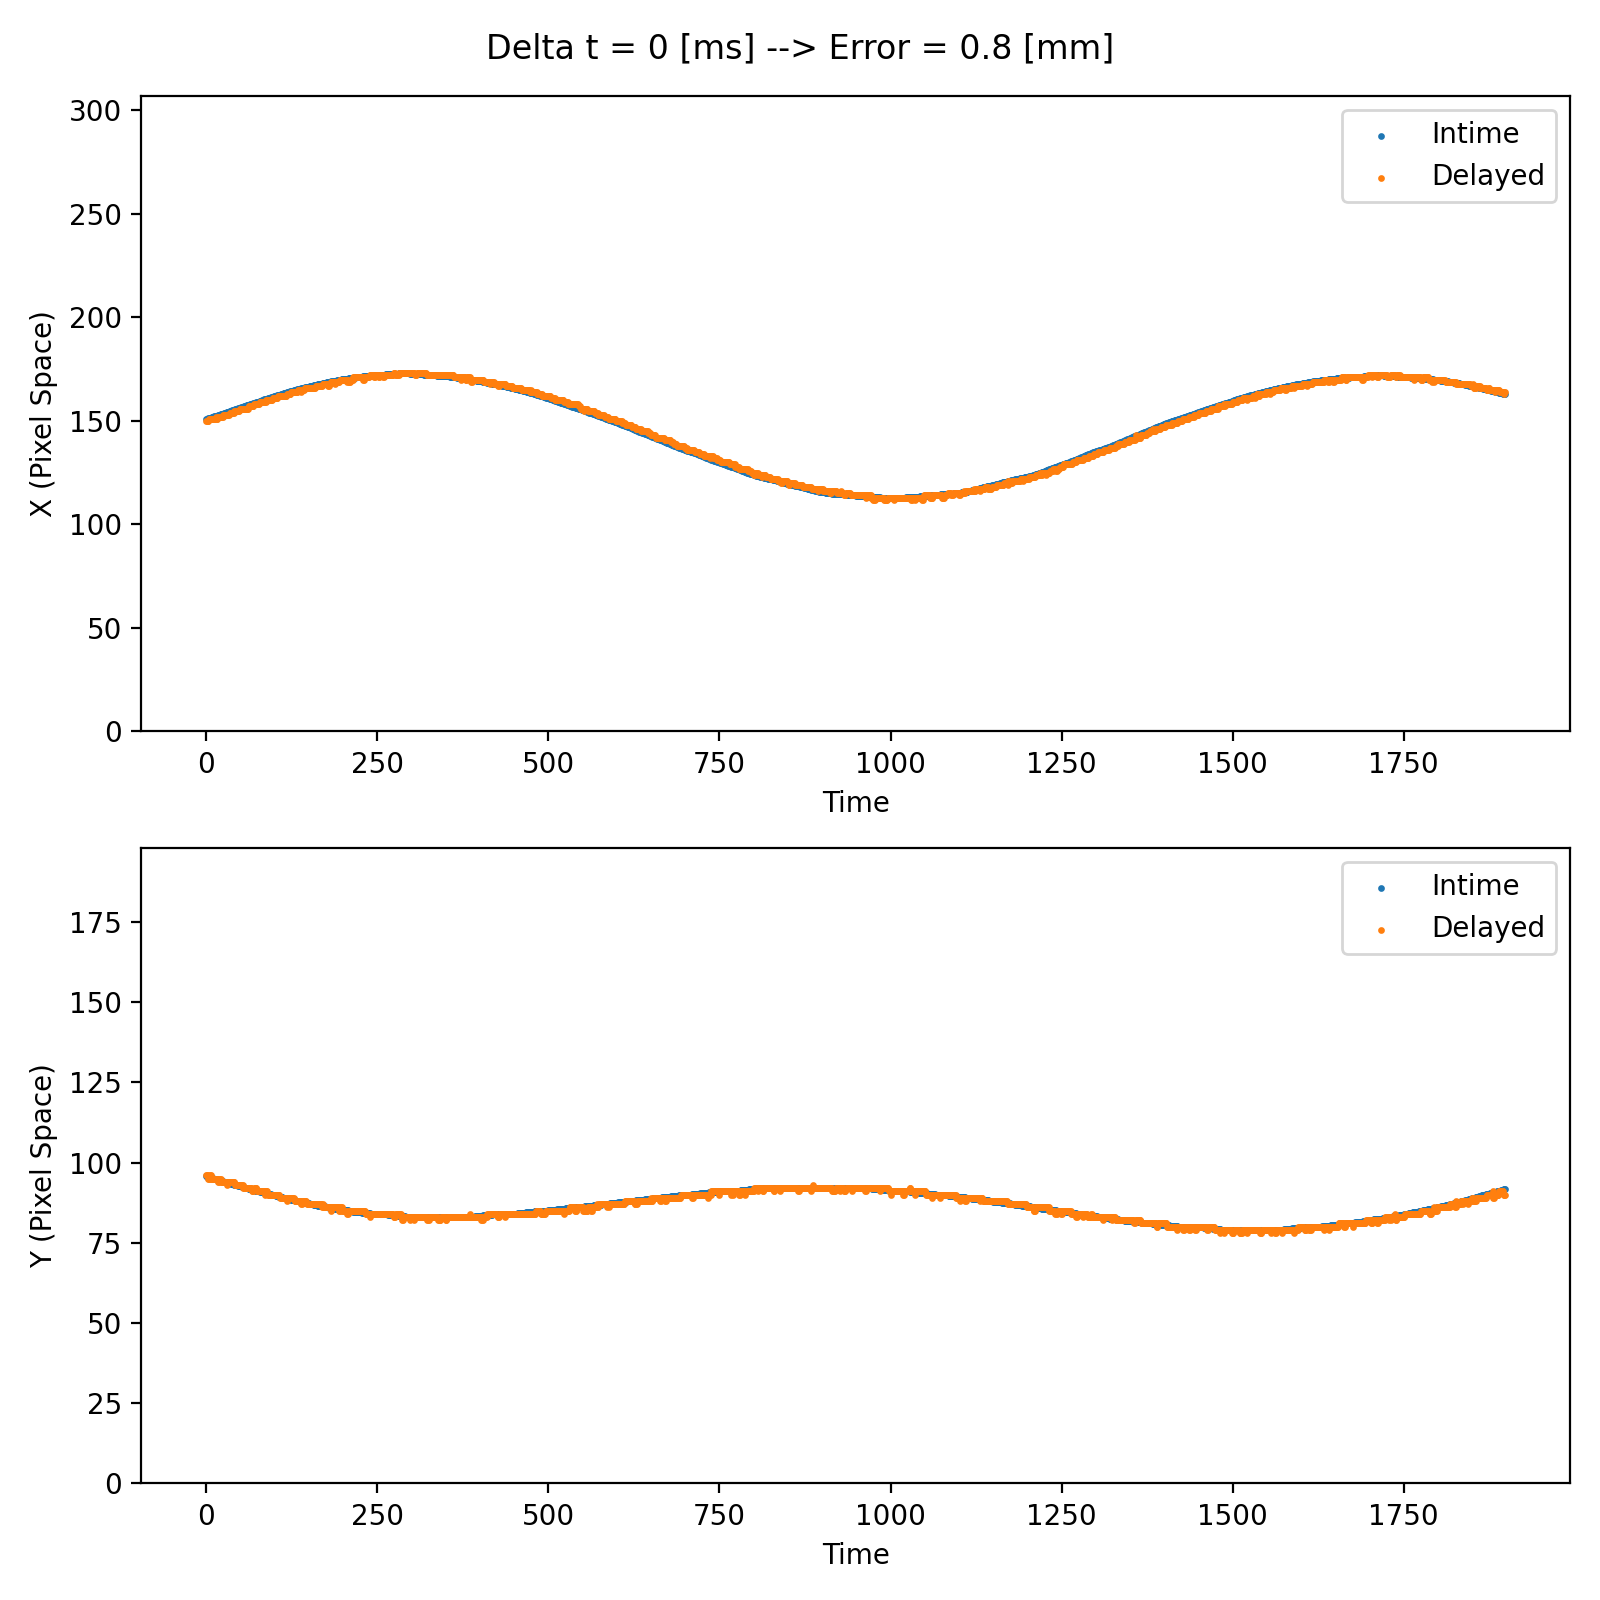 Delta t = 0 [ms] --> Error = 0.8 [mm]
300
250
200
150
100
50
0
X (Pixel Space)
Intime
Delayed
0 250 500 750 1000 1250 1500 1750
Time
175
150
125
100
75
50
25
0
Y (Pixel Space)
Intime
Delayed
0 250 500 750 1000 1250 1500 1750
Time